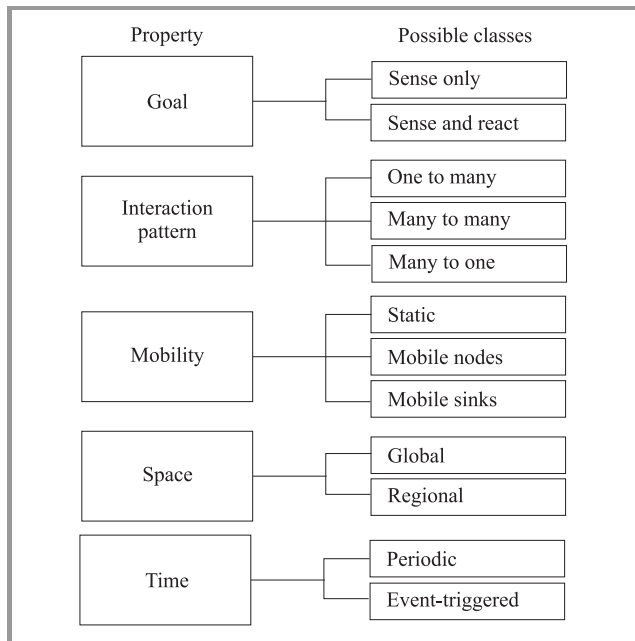 Property
Possible classes
Goal
Sense only
Sense and react
Interaction
pattern
One to many
Many to many
Many to one
Mobility
Static
Mobile nodes
Mobile sinks
Space
Global
Regional
Time
Periodic
Event-triggered